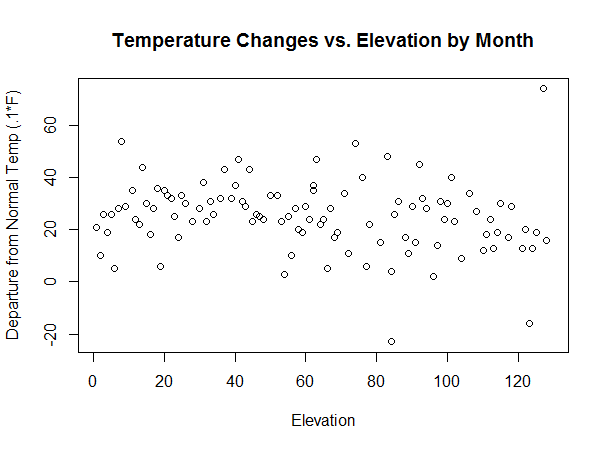 Temperature Changes vs. Elevation by Month
Departure from Normal Temp (.1*F)
60
40
20
0
-20
0 20 40 60 80 100 120
Elevation